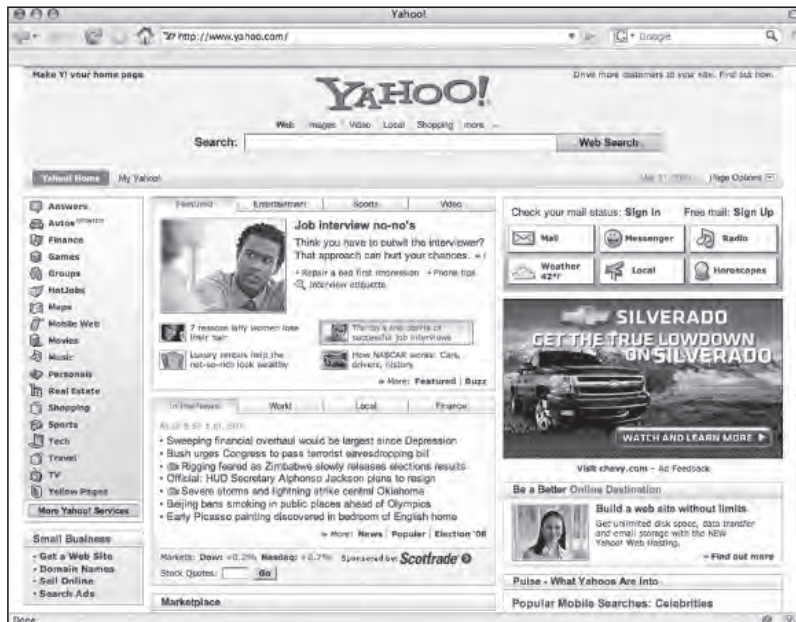 Yahoo!
http://www.yahoo.com/
Google
Make Y! your home page
Drive more customers to your site. Find out how.
YAHOO!
Web Images Video Local Shopping more
Search:
Web Search
Yahoo! Home My Yahoo!
Page Options
Answers
Autos
Finance
Games
Groups
HotJobs
Maps
Mobile Web
Movies
Music
Personals
Real Estate
Shopping
Sports
Tech
Travel
TV
Yellow Pages
More Yahoo! Services
Small Business
- Get a Web Site
- Domain Names
- Sell Online
- Search Ads
Featured Entertainment Sports Video
Job interview no-no's
Think you have to outwit the interviewer?
That approach can hurt your chances.
• Repair a bad first impression • Phone tips
Interview etiquette
7 reasons why women lose
their hair
The do's and don'ts of
successful job interviews
Luxury rentals help the
not-so-rich look wealthy
How NASCAR works: Cars,
drivers, history
» More: Featured | Buzz
In the News World Local Finance
• Sweeping financial overhaul would be largest since Depression
• Bush urges Congress to pass terrorist eavesdropping bill
• Rigging feared as Zimbabwe slowly releases elections results
• Official: HUD Secretary Alphonso Jackson plans to resign
• Severe storms and lightning strike central Oklahoma
• Beijing bans smoking in public places ahead of Olympics
• Early Picasso painting discovered in bedroom of English home
» More: News | Popular | Election '08
Markets: Dow: +0.2% Nasdaq: +0.7% Sponsored by: Scottrade
Stock Quotes: Go
Marketplace
Check your mail status: Sign In Free mail: Sign Up
Mail Messenger Radio
Weather
42°F
Local Horoscopes
SILVERADO
GET THE TRUE LOWDOWN
ON SILVERADO
WATCH AND LEARN MORE
Visit chevy.com - Ad Feedback
Be a Better Online Destination
Build a web site without limits
Get unlimited disk space, data transfer
and email storage with the NEW
Yahoo! Web Hosting.
» Find out more
Pulse - What Yahoos Are Into
Popular Mobile Searches: Celebrities
Done